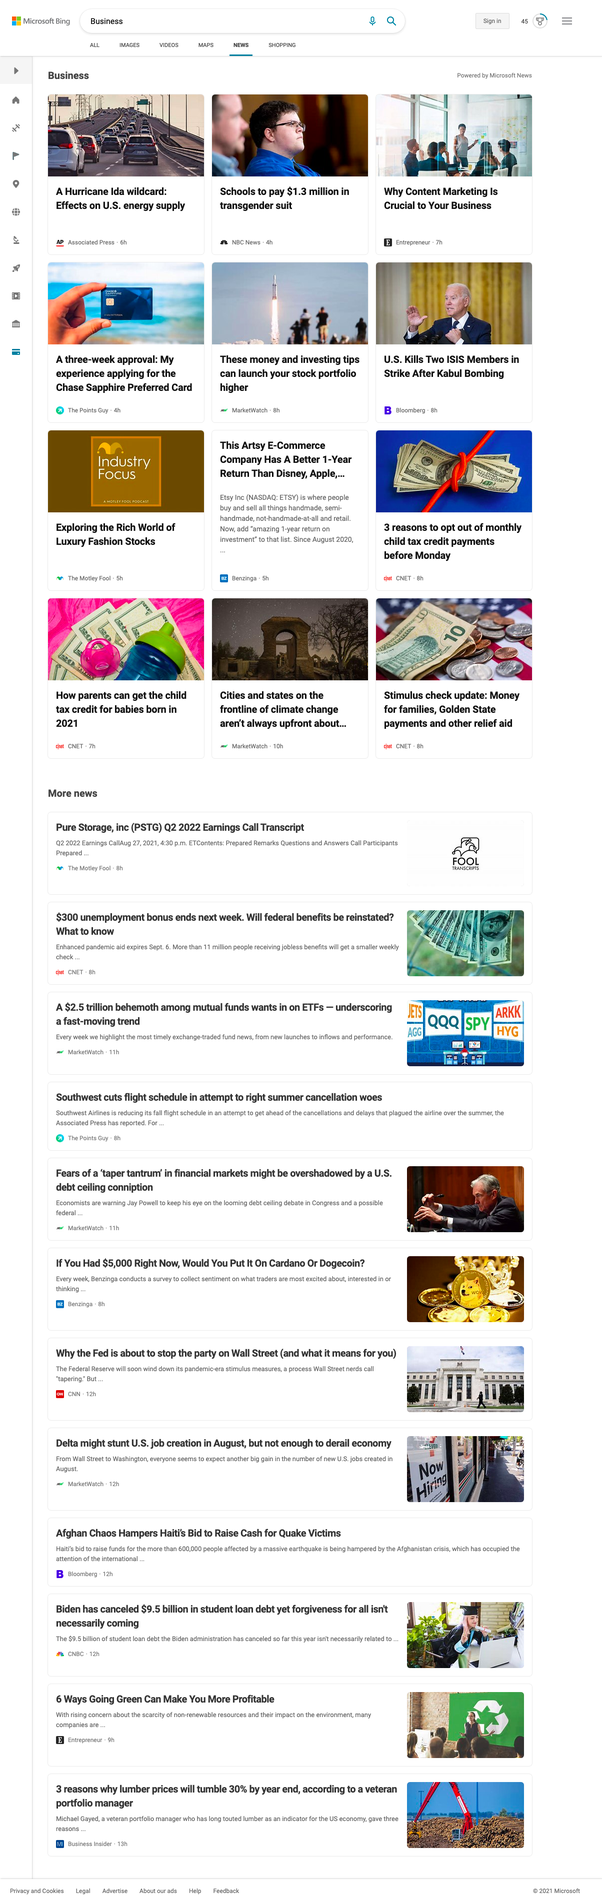 Microsoft Bing
Business
Sign in
45
ALL
IMAGES
VIDEOS
MAPS
NEWS
SHOPPING
Business
Powered by Microsoft News
A Hurricane Ida wildcard:
Effects on U.S. energy supply
AP
Associated Press · 6h
Schools to pay $1.3 million in
transgender suit
NBC News · 4h
Why Content Marketing Is
Crucial to Your Business
E
Entrepreneur · 7h
A three-week approval: My
experience applying for the
Chase Sapphire Preferred Card
The Points Guy · 4h
These money and investing tips
can launch your stock portfolio
higher
MarketWatch · 8h
U.S. Kills Two ISIS Members in
Strike After Kabul Bombing
B
Bloomberg · 8h
Industry
Focus
A MOTLEY FOOL PODCAST
Exploring the Rich World of
Luxury Fashion Stocks
The Motley Fool · 5h
This Artsy E-Commerce
Company Has A Better 1-Year
Return Than Disney, Apple,...
Etsy Inc (NASDAQ: ETSY) is where people
buy and sell all things handmade, semi-
handmade, not-handmade-at-all and retail.
Now, add “amazing 1-year return on
investment” to that list. Since August 2020,
...
BZ
Benzinga · 5h
3 reasons to opt out of monthly
child tax credit payments
before Monday
cnet
CNET · 8h
How parents can get the child
tax credit for babies born in
2021
cnet
CNET · 7h
Cities and states on the
frontline of climate change
aren't always upfront about...
MarketWatch · 10h
10
Stimulus check update: Money
for families, Golden State
payments and other relief aid
cnet
CNET · 8h
More news
Pure Storage, inc (PSTG) Q2 2022 Earnings Call Transcript
Q2 2022 Earnings CallAug 27, 2021, 4:30 p.m. ETContents: Prepared Remarks Questions and Answers Call Participants
Prepared ...
The Motley Fool · 8h
FOOL
TRANSCRIPTS
$300 unemployment bonus ends next week. Will federal benefits be reinstated?
What to know
Enhanced pandemic aid expires Sept. 6. More than 11 million people receiving jobless benefits will get a smaller weekly
check ...
cnet
CNET · 8h
A $2.5 trillion behemoth among mutual funds wants in on ETFs — underscoring
a fast-moving trend
Every week we highlight the most timely exchange-traded fund news, from new launches to inflows and performance.
MarketWatch · 11h
JETS
AGG
QQQ
SPY
ARKK
HYG
Southwest cuts flight schedule in attempt to right summer cancellation woes
Southwest Airlines is reducing its fall flight schedule in an attempt to get ahead of the cancellations and delays that plagued the airline over the summer, the
Associated Press has reported. For ...
The Points Guy · 8h
Fears of a ‘taper tantrum’ in financial markets might be overshadowed by a U.S.
debt ceiling conniption
Economists are warning Jay Powell to keep his eye on the looming debt ceiling debate in Congress and a possible
federal ...
MarketWatch · 11h
If You Had $5,000 Right Now, Would You Put It On Cardano Or Dogecoin?
Every week, Benzinga conducts a survey to collect sentiment on what traders are most excited about, interested in or
thinking ...
BZ
Benzinga · 8h
Why the Fed is about to stop the party on Wall Street (and what it means for you)
The Federal Reserve will soon wind down its pandemic-era stimulus measures, a process Wall Street nerds call
"tapering." But ...
CNN
CNN · 12h
Delta might stunt U.S. job creation in August, but not enough to derail economy
From Wall Street to Washington, everyone seems to expect another big gain in the number of new U.S. jobs created in
August.
MarketWatch · 12h
Now
Hiring
Afghan Chaos Hampers Haiti's Bid to Raise Cash for Quake Victims
Haiti's bid to raise funds for the more than 600,000 people affected by a massive earthquake is being hampered by the Afghanistan crisis, which has occupied the
attention of the international ...
B
Bloomberg · 12h
Biden has canceled $9.5 billion in student loan debt yet forgiveness for all isn't
necessarily coming
The $9.5 billion of student loan debt the Biden administration has canceled so far this year isn't necessarily related to ...
CNBC · 12h
6 Ways Going Green Can Make You More Profitable
With rising concern about the scarcity of non-renewable resources and their impact on the environment, many
companies are ...
E
Entrepreneur · 9h
3 reasons why lumber prices will tumble 30% by year end, according to a veteran
portfolio manager
Michael Gayed, a veteran portfolio manager who has long touted lumber as an indicator for the US economy, gave three
reasons ...
BI
Business Insider · 13h
Privacy and Cookies
Legal
Advertise
About our ads
Help
Feedback
© 2021 Microsoft